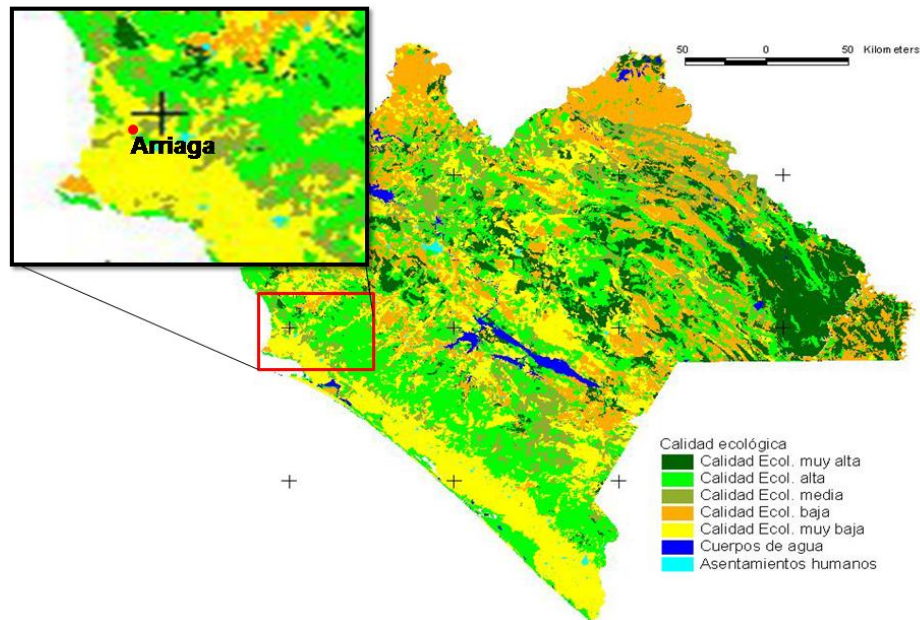 Arriaga
50 0 50 Kilometers
Calidad ecológica
Calidad Ecol. muy alta
Calidad Ecol. alta
Calidad Ecol. media
Calidad Ecol. baja
Calidad Ecol. muy baja
Cuerpos de agua
Asentamientos humanos